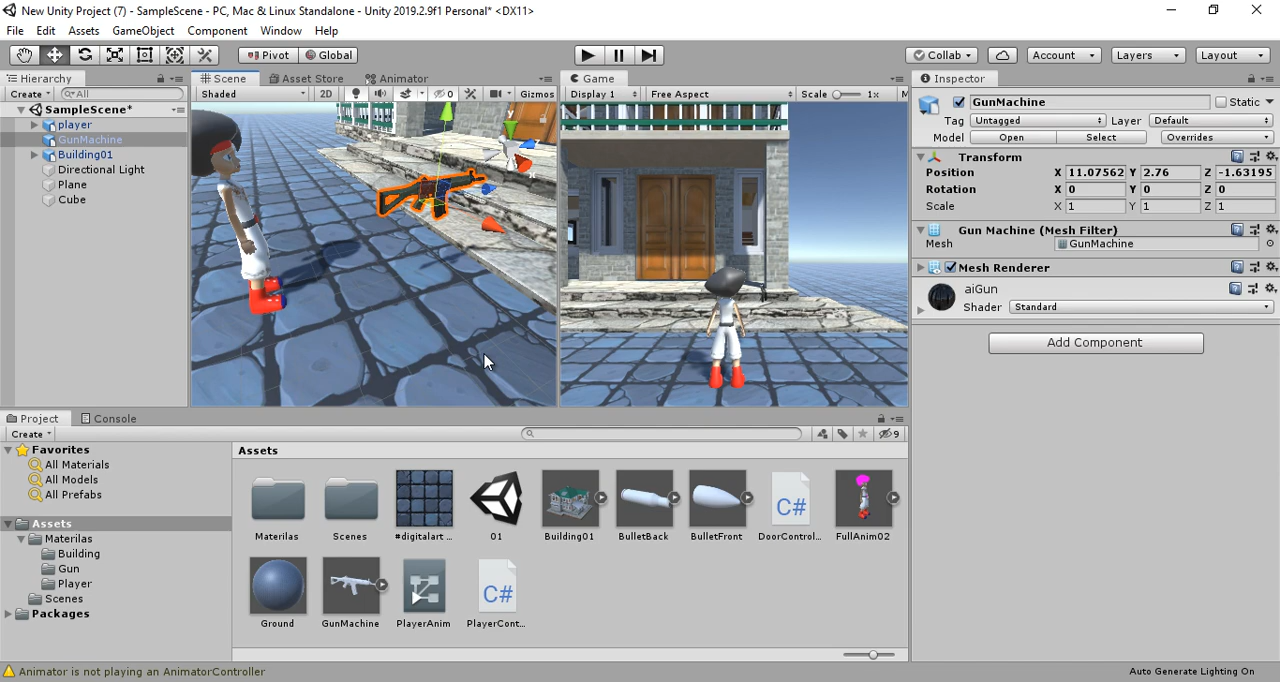 New Unity Project (7) - SampleScene - PC, Mac & Linux Standalone - Unity 2019.2.9f1 Personal* <DX11>
File Edit Assets GameObject Component Window Help
Pivot Global Collab Account Layers Layout
Hierarchy Scene Asset Store Animator Game Inspector
Create All Shaded 2D 0 Gizmos Display 1 Free Aspect Scale 1x M
GunMachine Static
SampleScene*
player
Tag Untagged Layer Default
GunMachine
Model Open Select Overrides
Building01
Transform
Directional Light
Position X 11.07562 Y 2.76 Z -1.63195
Plane
Rotation X 0 Y 0 Z 0
Cube
Scale X 1 Y 1 Z 1
Gun Machine (Mesh Filter)
Mesh GunMachine
Mesh Renderer
aiGun
Shader Standard
Add Component
Project Console
Create 9
Favorites
All Materials
All Models
All Prefabs
Assets
Materilas
Building
Gun
Player
Scenes
Packages
Assets
Materilas Scenes #digitalart ... 01 Building01 BulletBack BulletFront DoorControl... FullAnim02
Ground GunMachine PlayerAnim PlayerCont...
Animator is not playing an AnimatorController
Auto Generate Lighting On